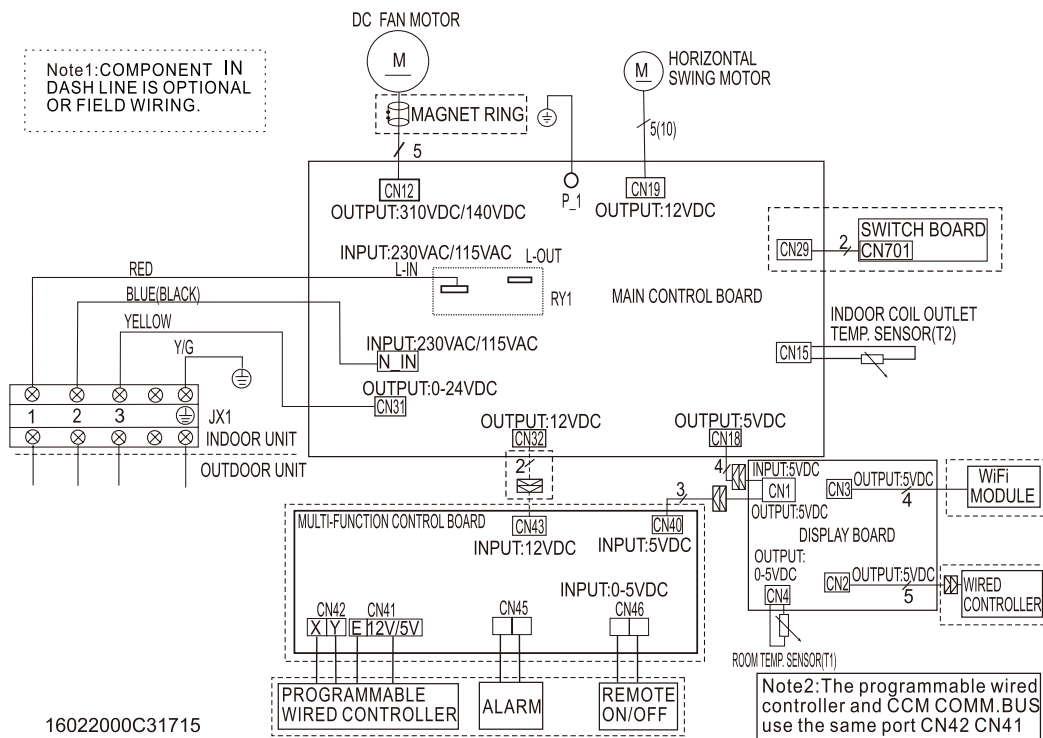 DC FAN MOTOR
M
Note1:COMPONENT IN
DASH LINE IS OPTIONAL
OR FIELD WIRING.
MAGNET RING
M
HORIZONTAL
SWING MOTOR
5
5(10)
CN12
OUTPUT:310VDC/140VDC
P_1
CN19
OUTPUT:12VDC
SWITCH BOARD
CN29
2
CN701
INPUT:230VAC/115VAC
L-IN
L-OUT
RY1
MAIN CONTROL BOARD
RED
BLUE(BLACK)
YELLOW
Y/G
INDOOR COIL OUTLET
TEMP. SENSOR(T2)
CN15
INPUT:230VAC/115VAC
N_IN
OUTPUT:0-24VDC
CN31
1 2 3
JX1
INDOOR UNIT
OUTDOOR UNIT
OUTPUT:12VDC
CN32
OUTPUT:5VDC
CN18
2
4
3
INPUT:5VDC
CN1
OUTPUT:5VDC
CN3
OUTPUT:5VDC
4
WiFi
MODULE
DISPLAY BOARD
MULTI-FUNCTION CONTROL BOARD
CN43
INPUT:12VDC
CN40
INPUT:5VDC
OUTPUT:
0-5VDC
CN4
CN2
OUTPUT:5VDC
5
WIRED
CONTROLLER
ROOM TEMP. SENSOR(T1)
INPUT:0-5VDC
CN42
X Y
CN41
E 12V/5V
CN45
CN46
PROGRAMMABLE
WIRED CONTROLLER
ALARM
REMOTE
ON/OFF
Note2:The programmable wired
controller and CCM COMM.BUS
use the same port CN42 CN41
16022000C31715